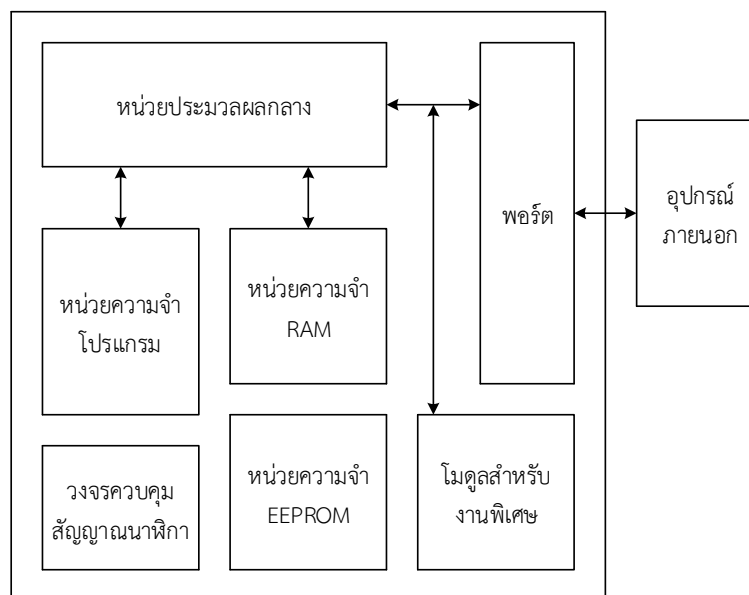 หน่วยประมวลผลกลาง
พอร์ต
อุปกรณ์
ภายนอก
หน่วยความจำ
โปรแกรม
หน่วยความจำ
RAM
วงจรควบคุม
สัญญาณนาฬิกา
หน่วยความจำ
EEPROM
โมดูลสำหรับ
งานพิเศษ